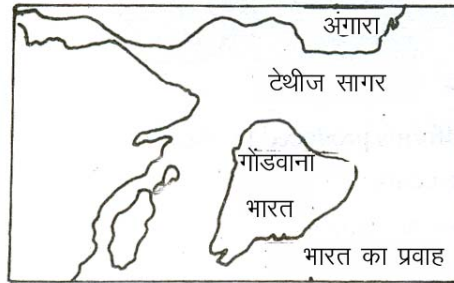 अंगारा
टेथीज सागर
गोंडवाना
भारत
भारत का प्रवाह